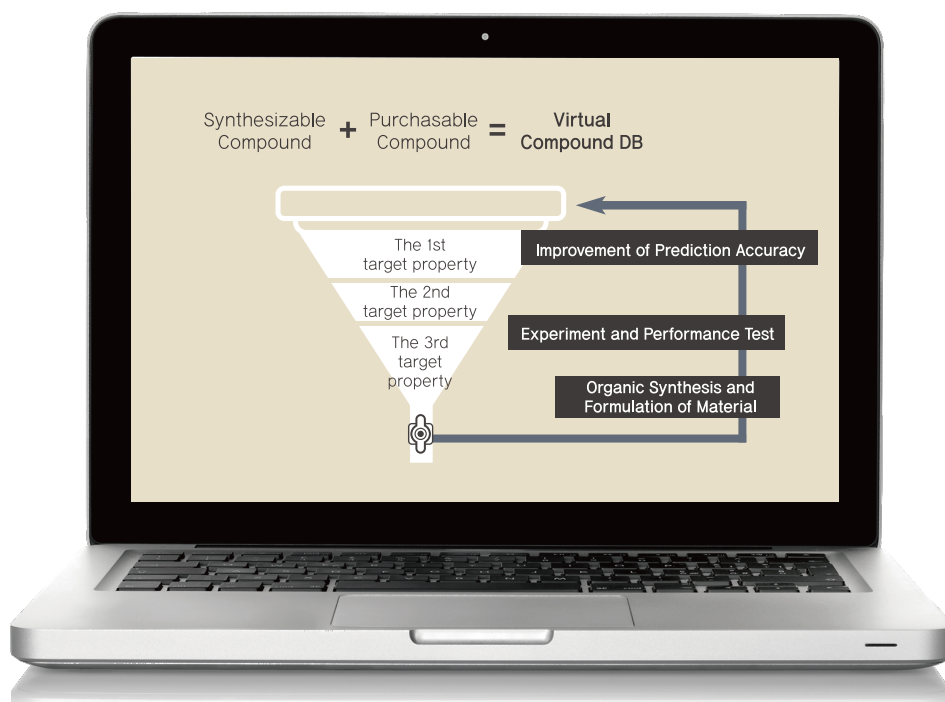 Synthesizable
Compound
+
Purchasable
Compound
=
Virtual
Compound DB
The 1st
target property
The 2nd
target property
The 3rd
target
property
Improvement of Prediction Accuracy
Experiment and Performance Test
Organic Synthesis and
Formulation of Material